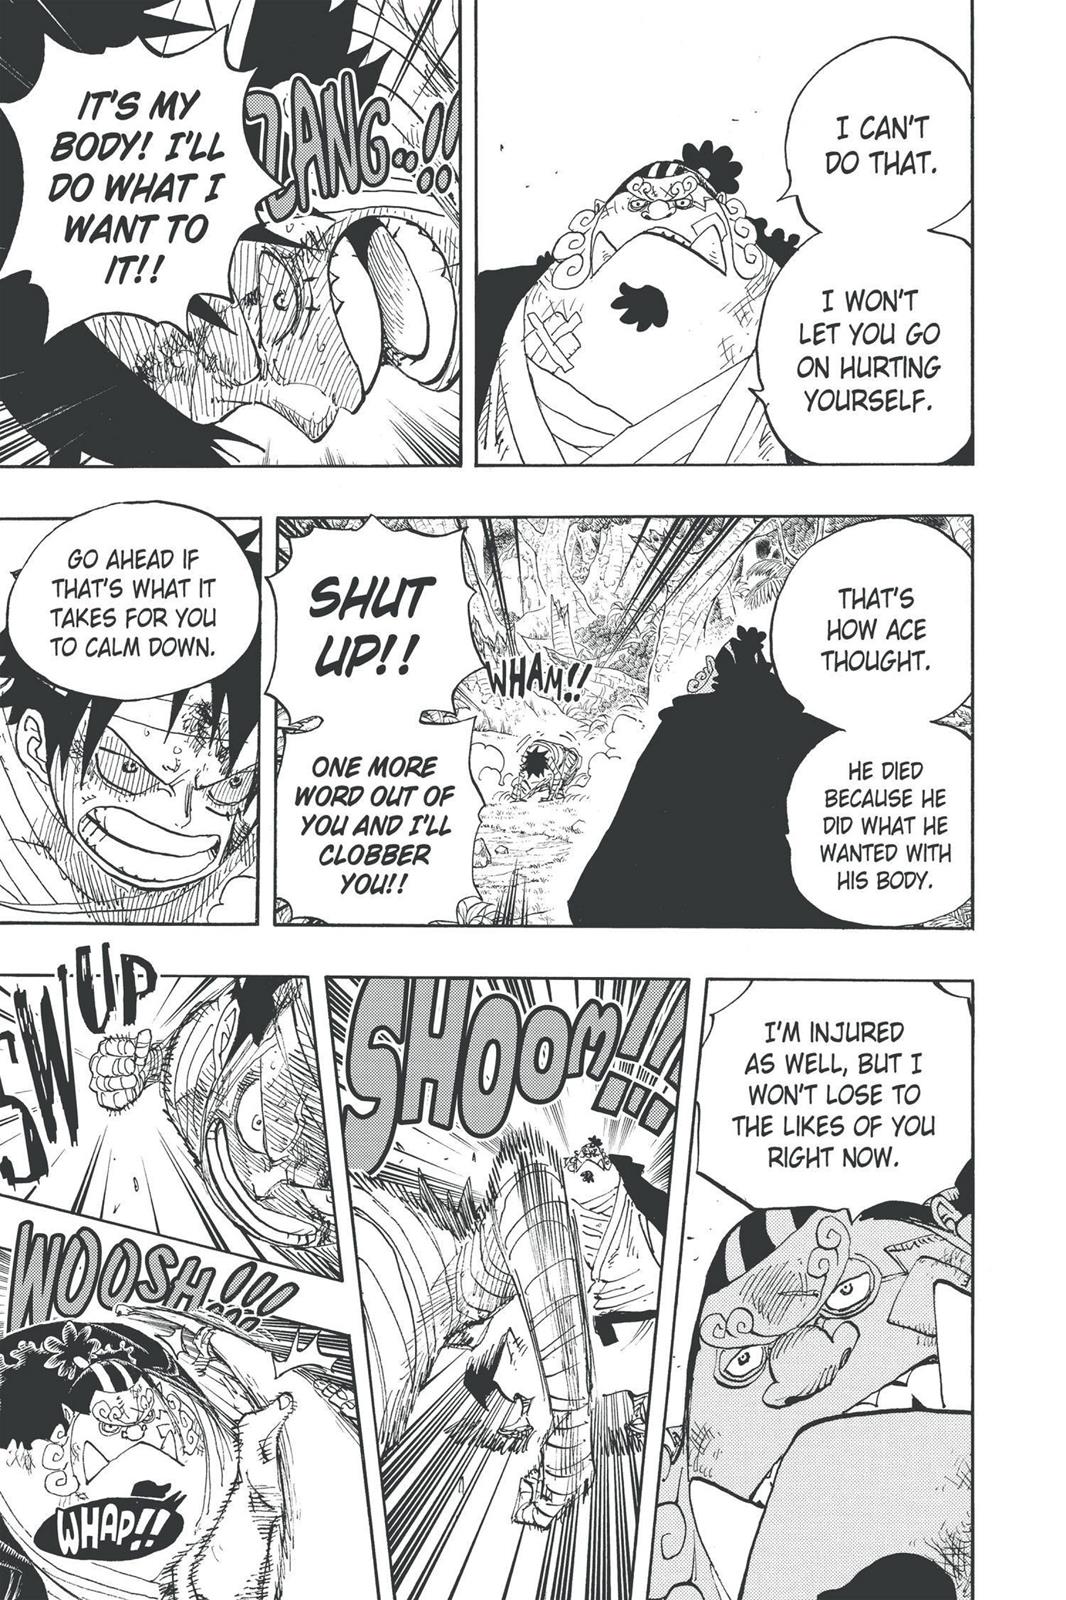 I CAN'T
DO THAT.
I WON'T
LET YOU GO
ON HURTING
YOURSELF.
ZANG..!!
IT'S MY
BODY! I'LL
DO WHAT I
WANT TO
IT!!
THAT'S
HOW ACE
THOUGHT.
HE DIED
BECAUSE HE
DID WHAT HE
WANTED WITH
HIS BODY.
WHAM!!
SHUT
UP!!
ONE MORE
WORD OUT OF
YOU AND I'LL
CLOBBER
YOU!!
GO AHEAD IF
THAT'S WHAT IT
TAKES FOR YOU
TO CALM DOWN.
I'M INJURED
AS WELL, BUT I
WON'T LOSE TO
THE LIKES OF YOU
RIGHT NOW.
SHOOM!!!
SWUP
WOOSH!!!
WHAP!!